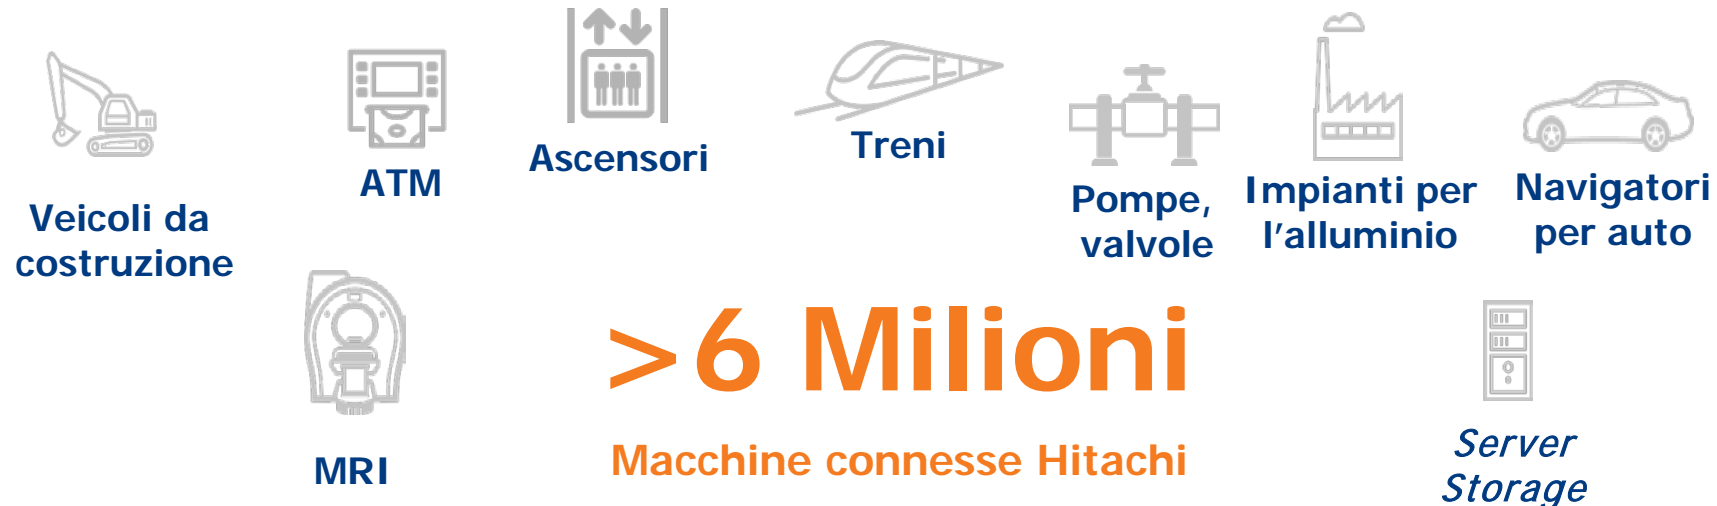 Veicoli da
costruzione
ATM
Ascensori
Treni
Pompe,
valvole
Impianti per
l’alluminio
Navigatori
per auto
MRI
>6 Milioni
Macchine connesse Hitachi
Server
Storage